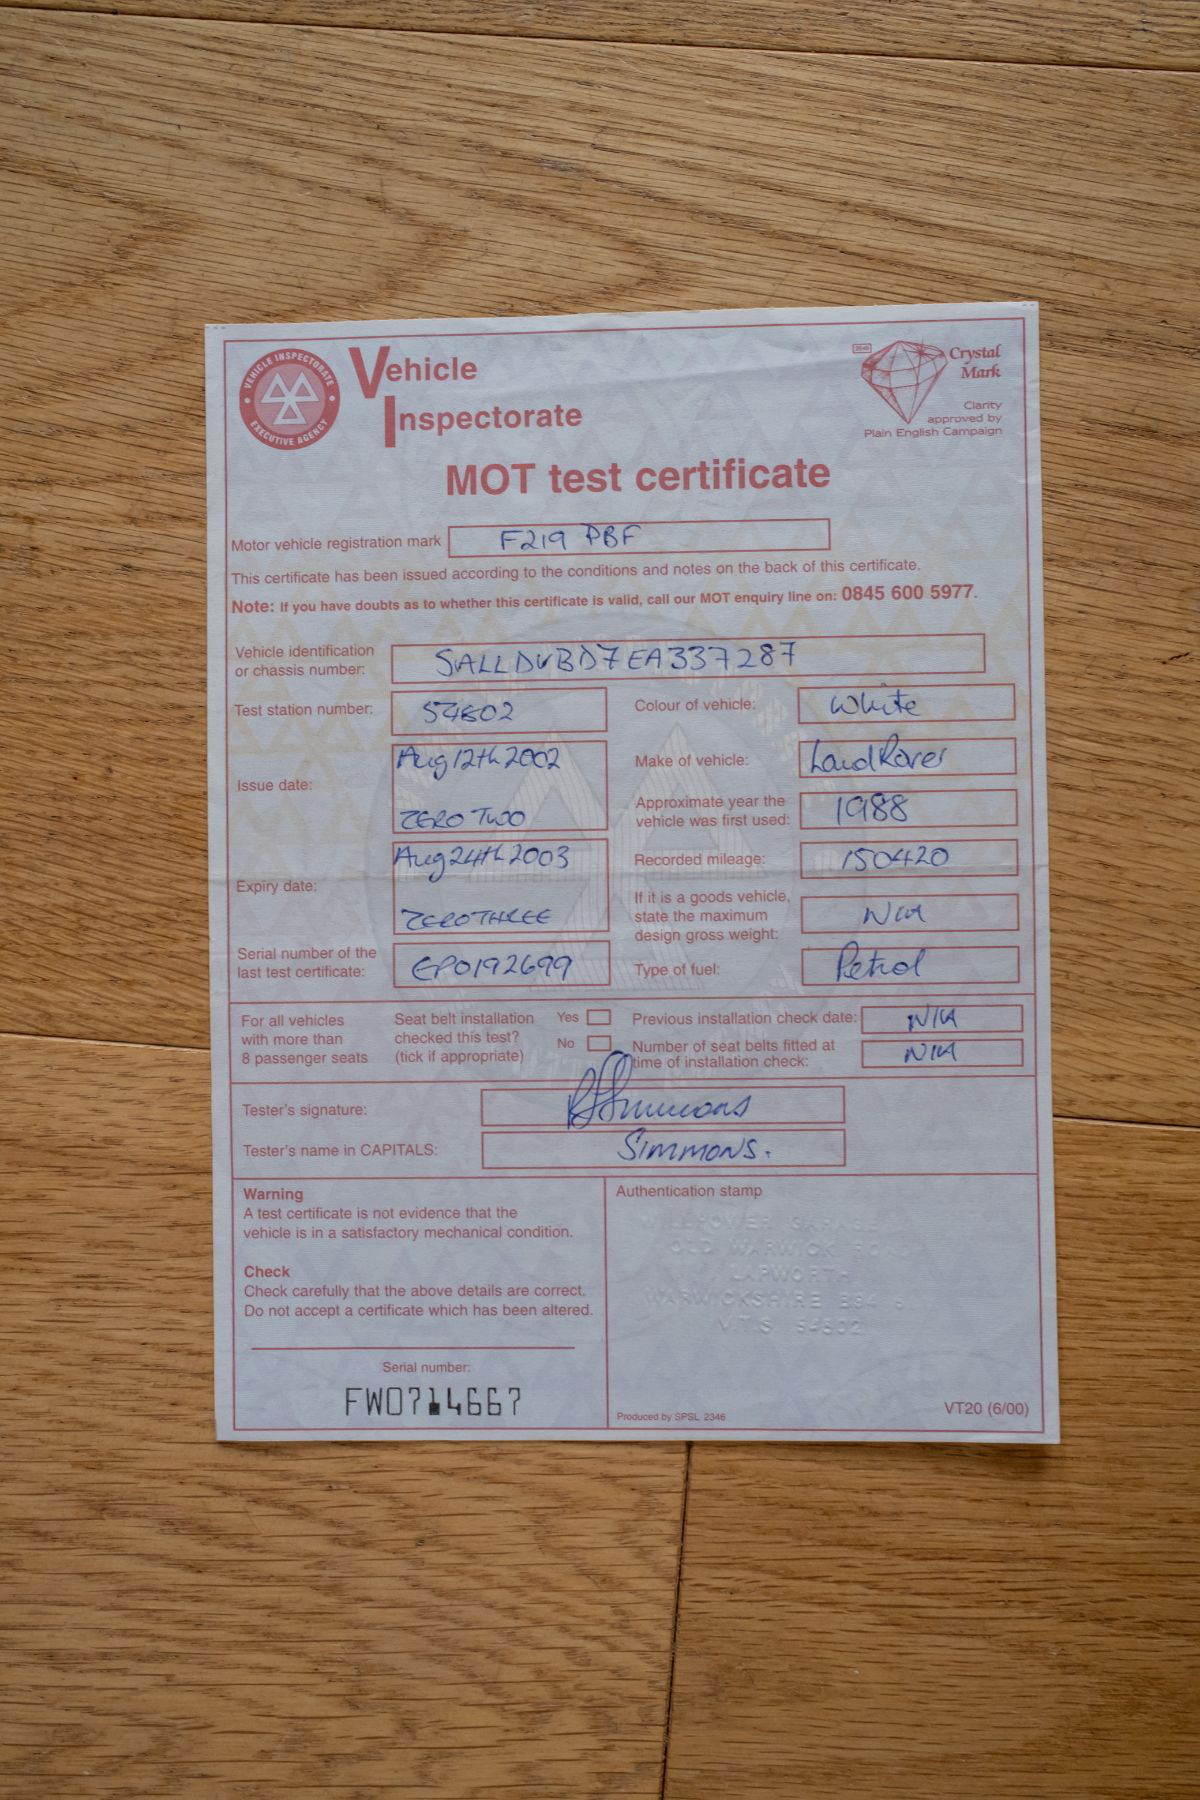 VEHICLE INSPECTORATE
EXECUTIVE AGENCY
Vehicle
Inspectorate
Crystal
Mark
Clarity
approved by
Plain English Campaign
MOT test certificate
Motor vehicle registration mark F219 PBF
This certificate has been issued according to the conditions and notes on the back of this certificate.
Note: If you have doubts as to whether this certificate is valid, call our MOT enquiry line on: 0845 600 5977.
Vehicle identification
or chassis number: SALLDVBD7EA337287
Test station number: 54602
Colour of vehicle: White
Issue date: Aug 12th 2002
ZERO TWO
Make of vehicle: Land Rover
Approximate year the
vehicle was first used: 1988
Expiry date: Aug 24th 2003
ZERO THREE
Recorded mileage: 150420
If it is a goods vehicle,
state the maximum
design gross weight: N/A
Serial number of the
last test certificate: EP0192699
Type of fuel: Petrol
For all vehicles
with more than
8 passenger seats
Seat belt installation
checked this test?
(tick if appropriate)
Yes
No
Previous installation check date: N/A
Number of seat belts fitted at
time of installation check: N/A
Tester's signature: Simmons
Tester's name in CAPITALS: SIMMONS.
Warning
A test certificate is not evidence that the
vehicle is in a satisfactory mechanical condition.
Check
Check carefully that the above details are correct.
Do not accept a certificate which has been altered.
Serial number:
FW0714667
Authentication stamp
POWER GARAGE
OLD WARWICK
LAPWORTH
WARWICKSHIRE
V.T.S 54602
Produced by SPSL 2346
VT20 (6/00)